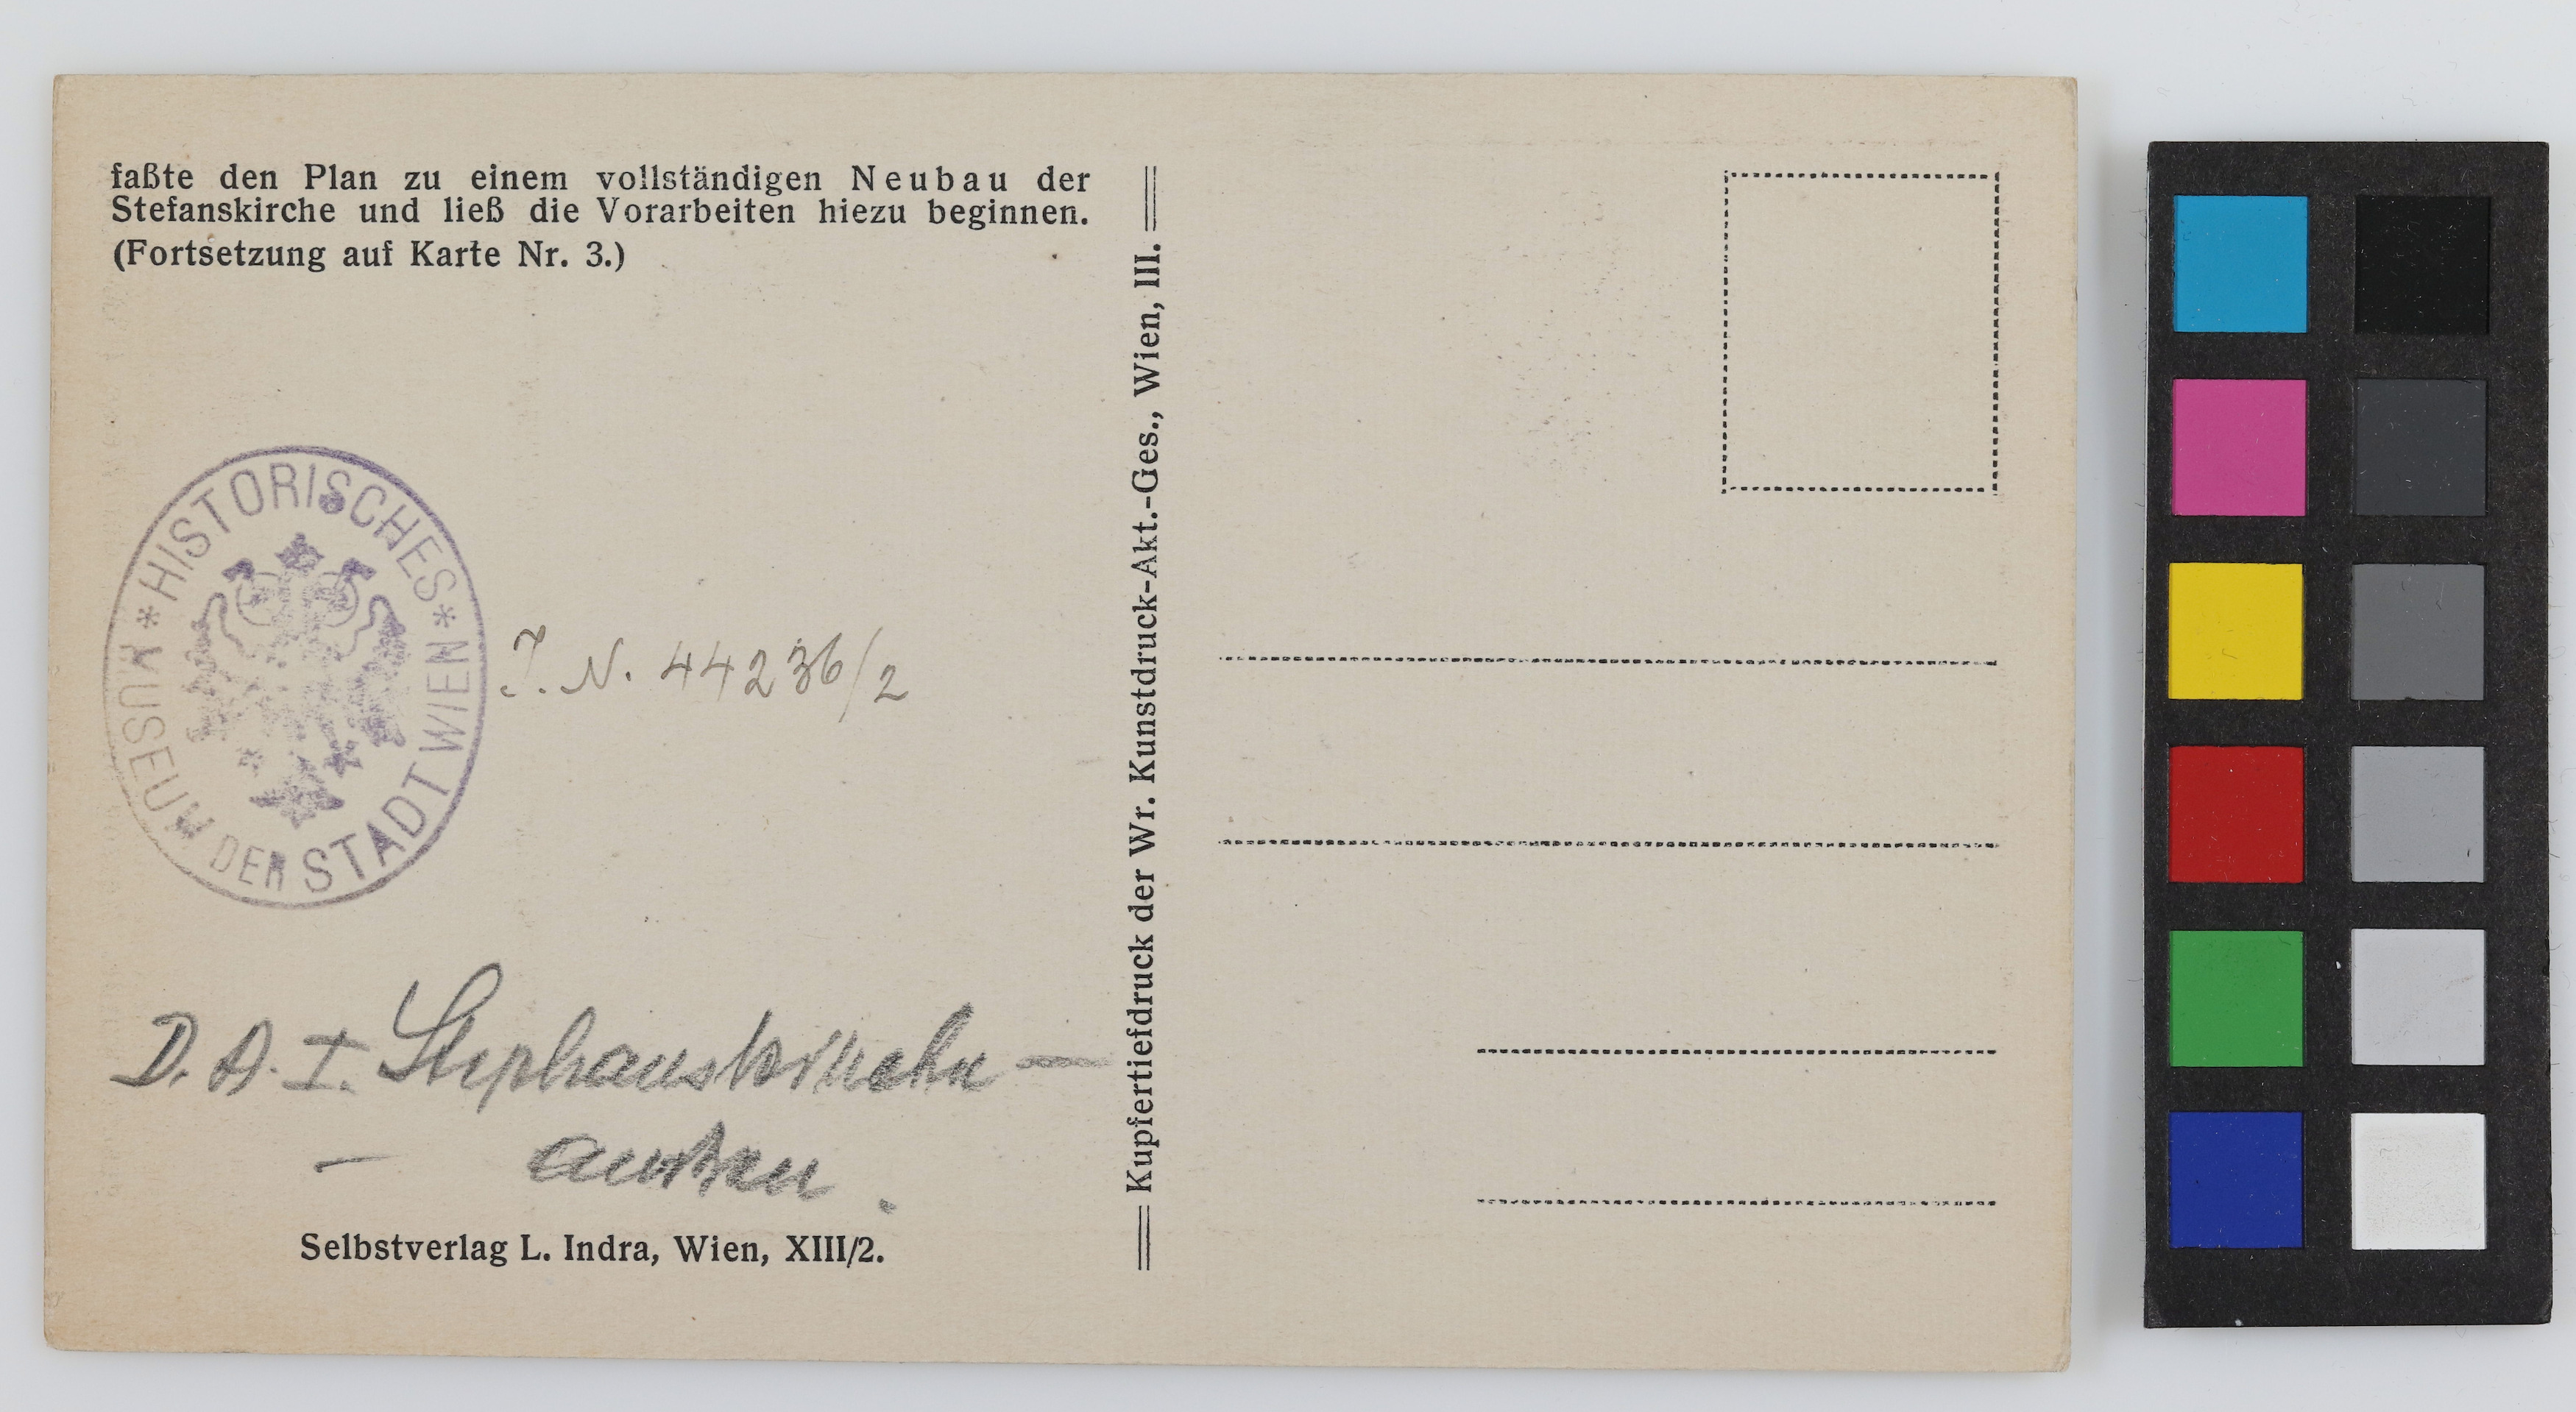 faßte den Plan zu einem vollständigen Neubau der
Stefanskirche und ließ die Vorarbeiten hiezu beginnen.
(Fortsetzung auf Karte Nr. 3.)
* HISTORISCHES *
MUSEUM DER STADT WIEN
J. N. 44236/2
D. A. I.
Selbstverlag L. Indra, Wien, XIII/2.
Kupfertiefdruck der Wr. Kunstdruck-Akt.-Ges., Wien, III.